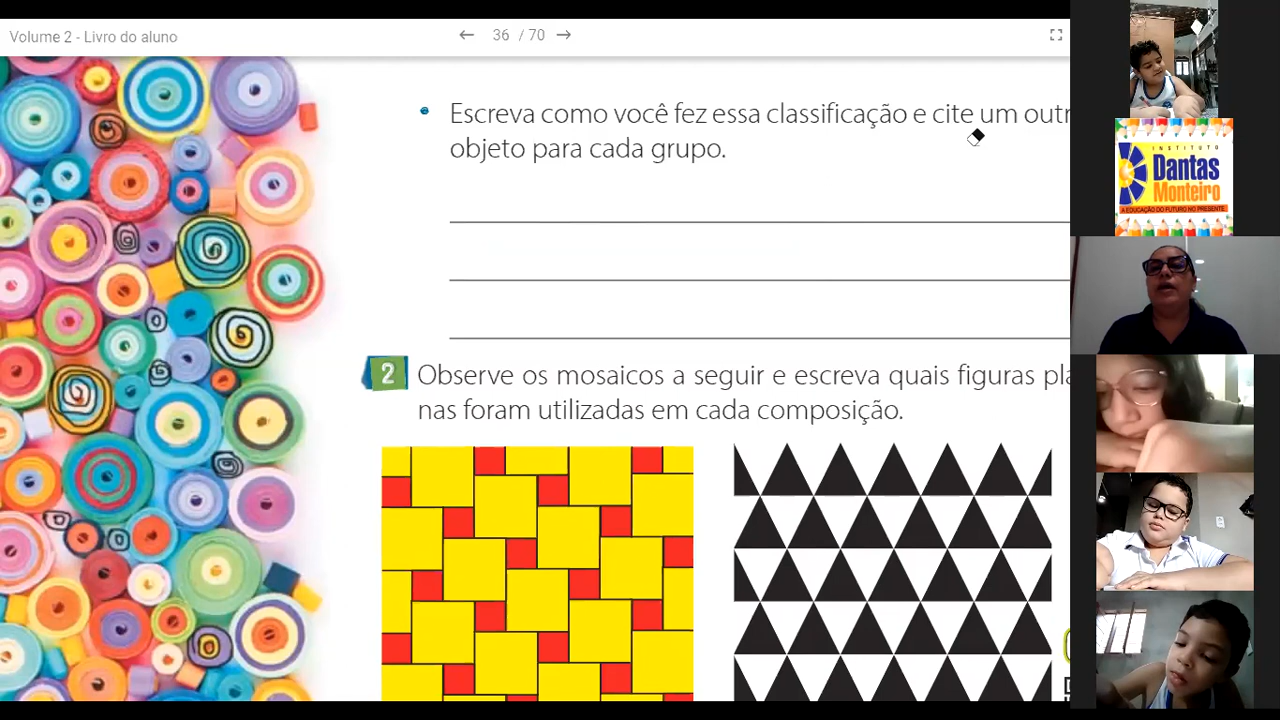 Volume 2 - Livro do aluno
36 / 70
Escreva como você fez essa classificação e cite um outr
objeto para cada grupo.
2 Observe os mosaicos a seguir e escreva quais figuras pla
nas foram utilizadas em cada composição.
INSTITUTO
Dantas
Monteiro
A EDUCAÇÃO DO FUTURO NO PRESENTE